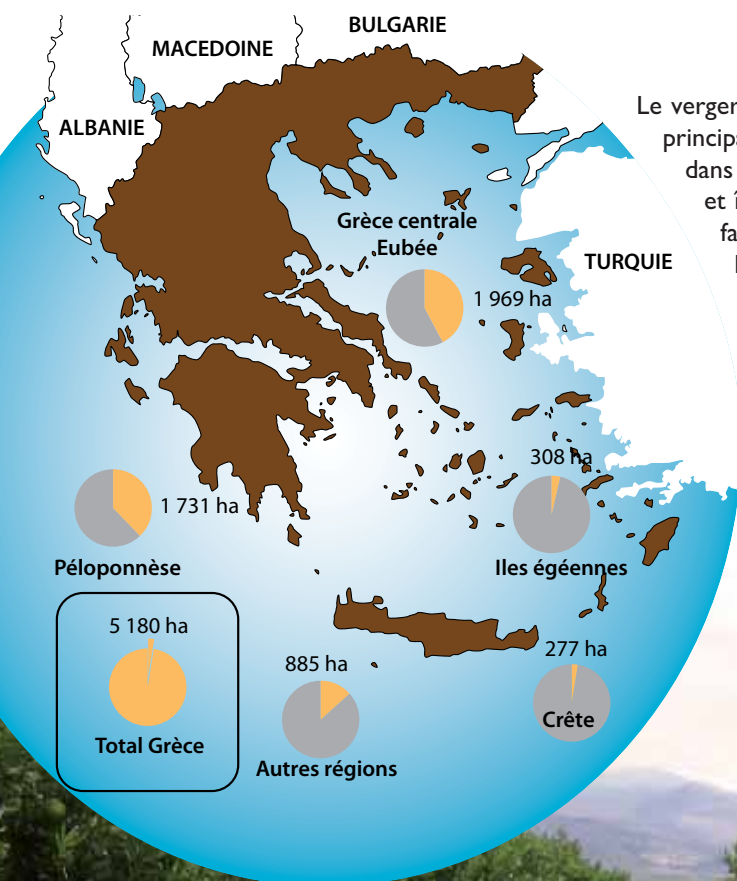 BULGARIE
MACEDOINE
ALBANIE
TURQUIE
Le verger
principa
dans
et î
fa
Grèce centrale
Eubée
1 969 ha
308 ha
Iles égéennes
1 731 ha
Péloponnèse
5 180 ha
Total Grèce
885 ha
Autres régions
277 ha
Crête